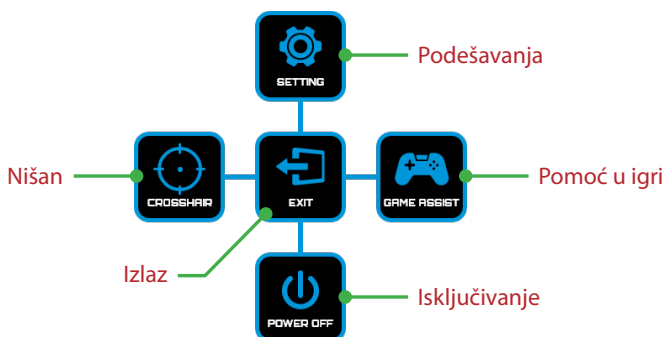 SETTING
Podešavanja
Nišan
CROSSHAIR
EXIT
GAME ASSIST
Pomoć u igri
Izlaz
POWER OFF
Isključivanje